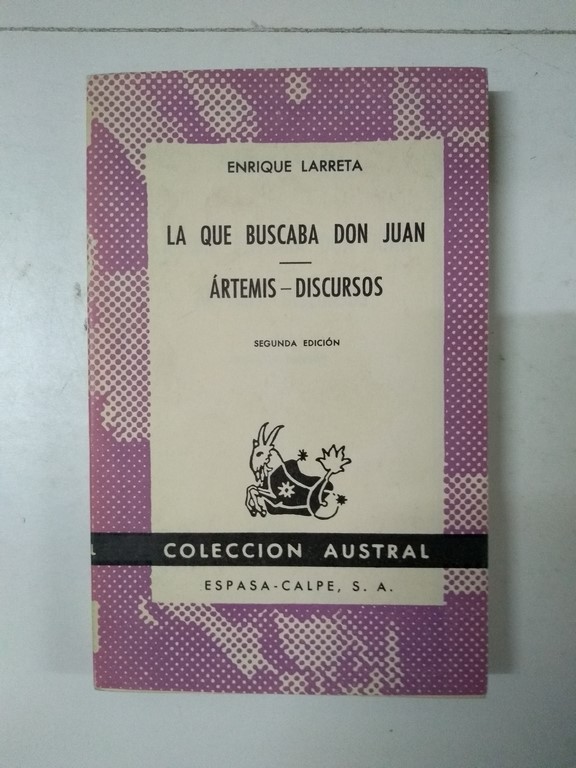 ENRIQUE LARRETA
LA QUE BUSCABA DON JUAN
ÁRTEMIS – DISCURSOS
SEGUNDA EDICIÓN
L
COLECCION AUSTRAL
ESPASA-CALPE, S. A.